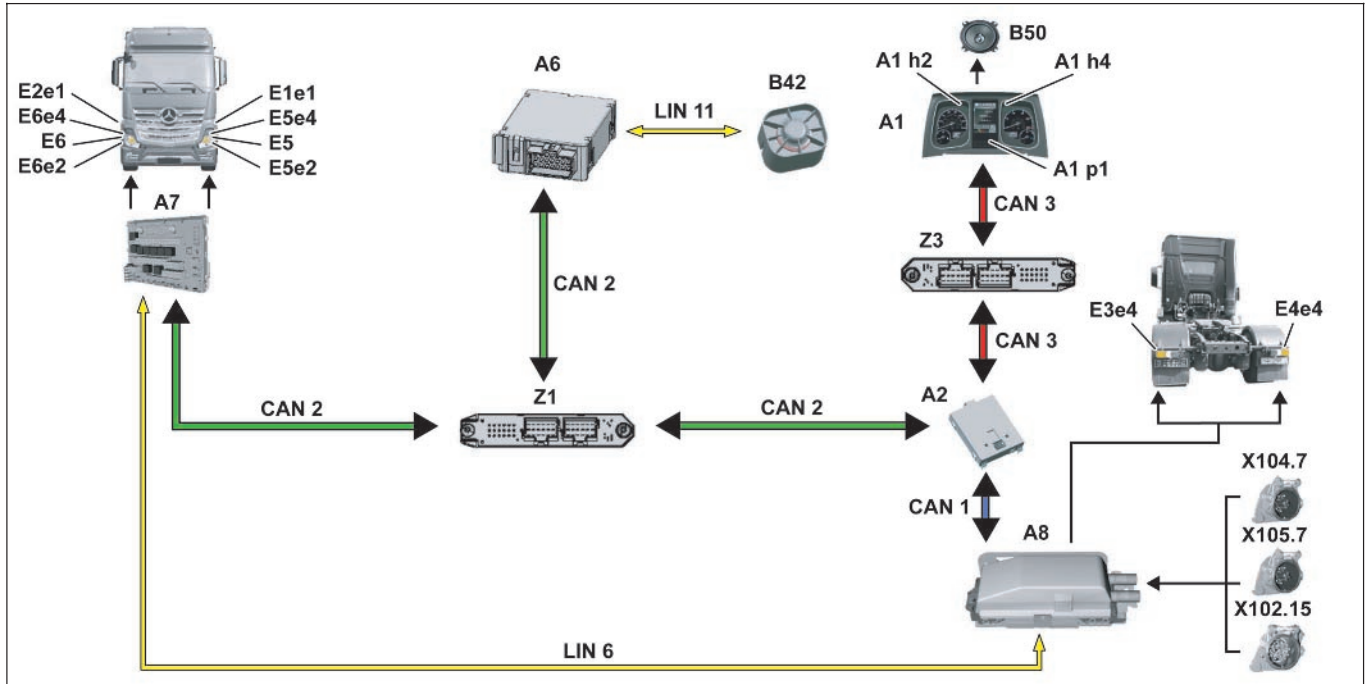 B50
A1 h2
A1 h4
A6
B42
E2e1
E1e1
E6e4
E5e4
LIN 11
A1
E6
E5
E6e2
E5e2
A1 p1
A7
CAN 3
Z3
CAN 2
E3e4
E4e4
CAN 3
Z1
A2
CAN 2
CAN 2
X104.7
CAN 1
A8
X105.7
X102.15
LIN 6